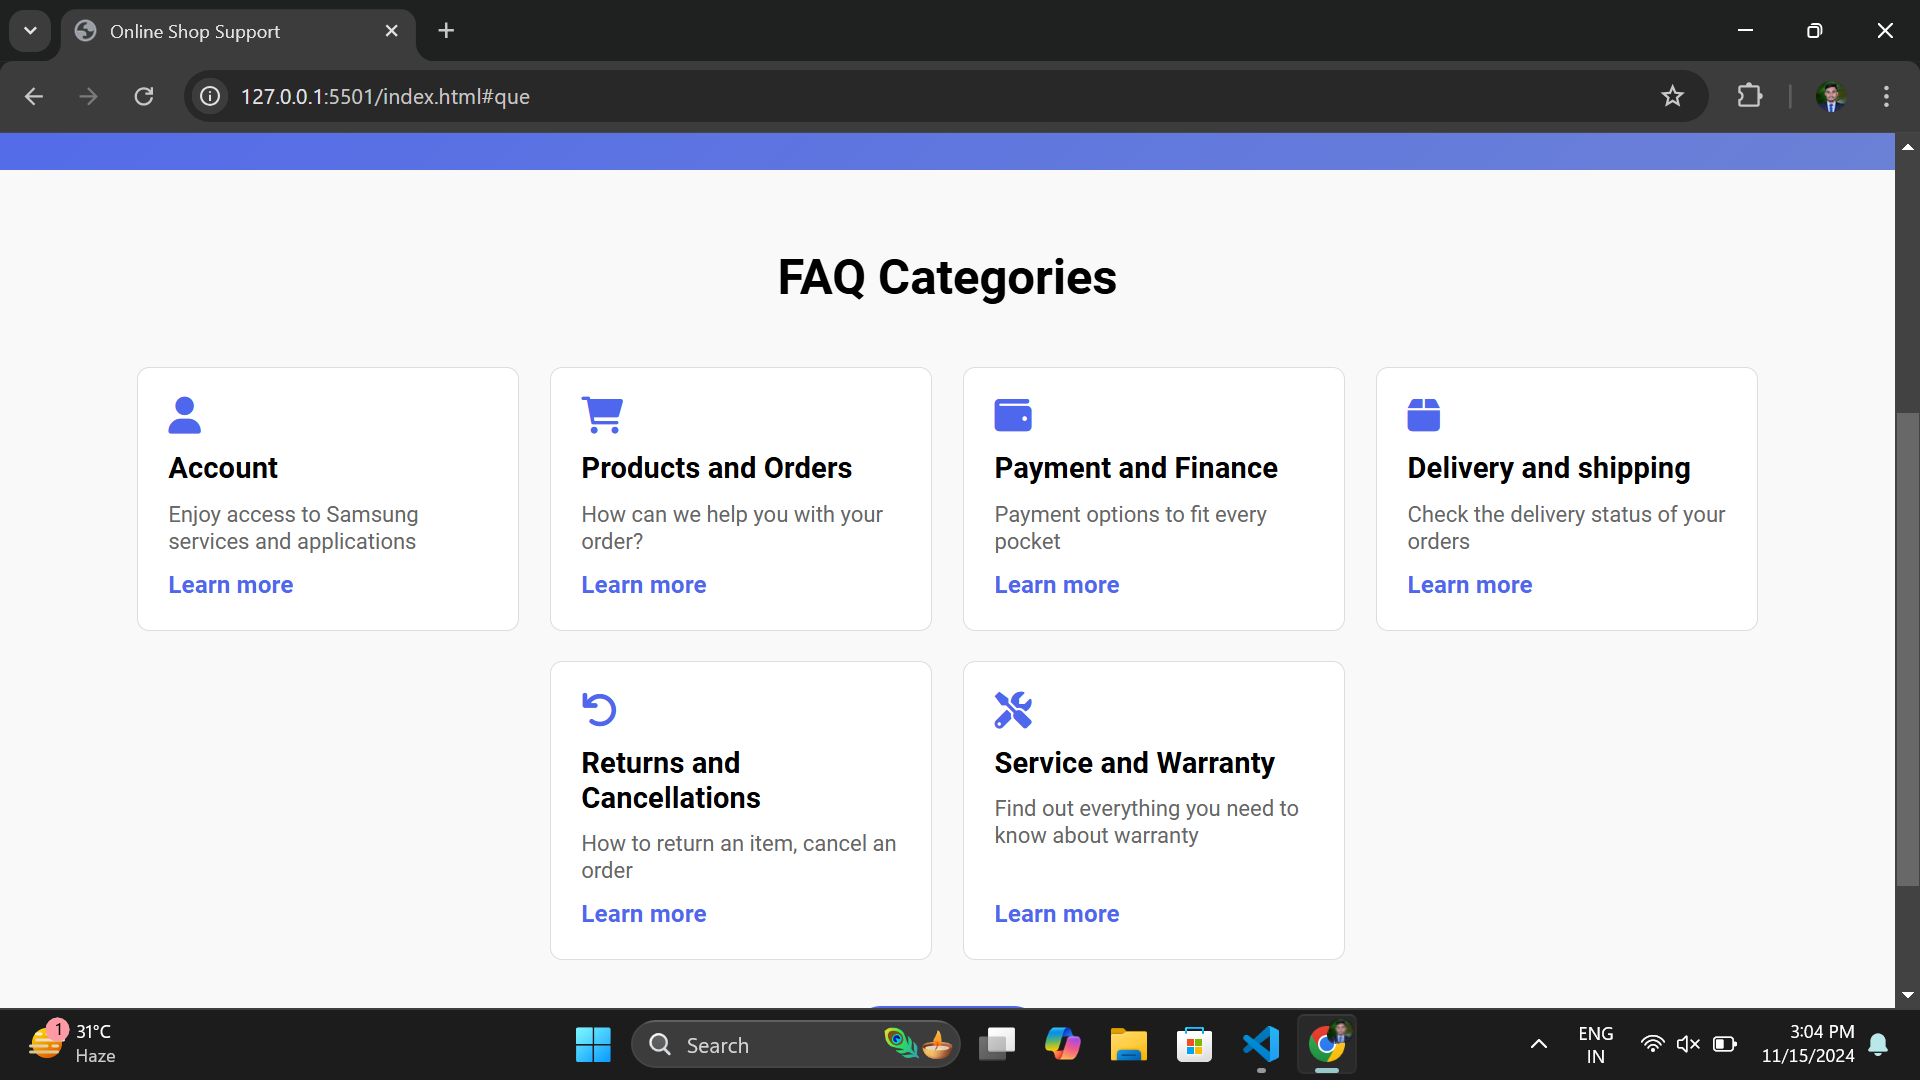 Online Shop Support
127.0.0.1:5501/index.html#que
FAQ Categories
Account
Enjoy access to Samsung
services and applications
Learn more
Products and Orders
How can we help you with your
order?
Learn more
Payment and Finance
Payment options to fit every
pocket
Learn more
Delivery and shipping
Check the delivery status of your
orders
Learn more
Returns and
Cancellations
How to return an item, cancel an
order
Learn more
Service and Warranty
Find out everything you need to
know about warranty
Learn more
1
31°C
Haze
Search
ENG
IN
3:04 PM
11/15/2024